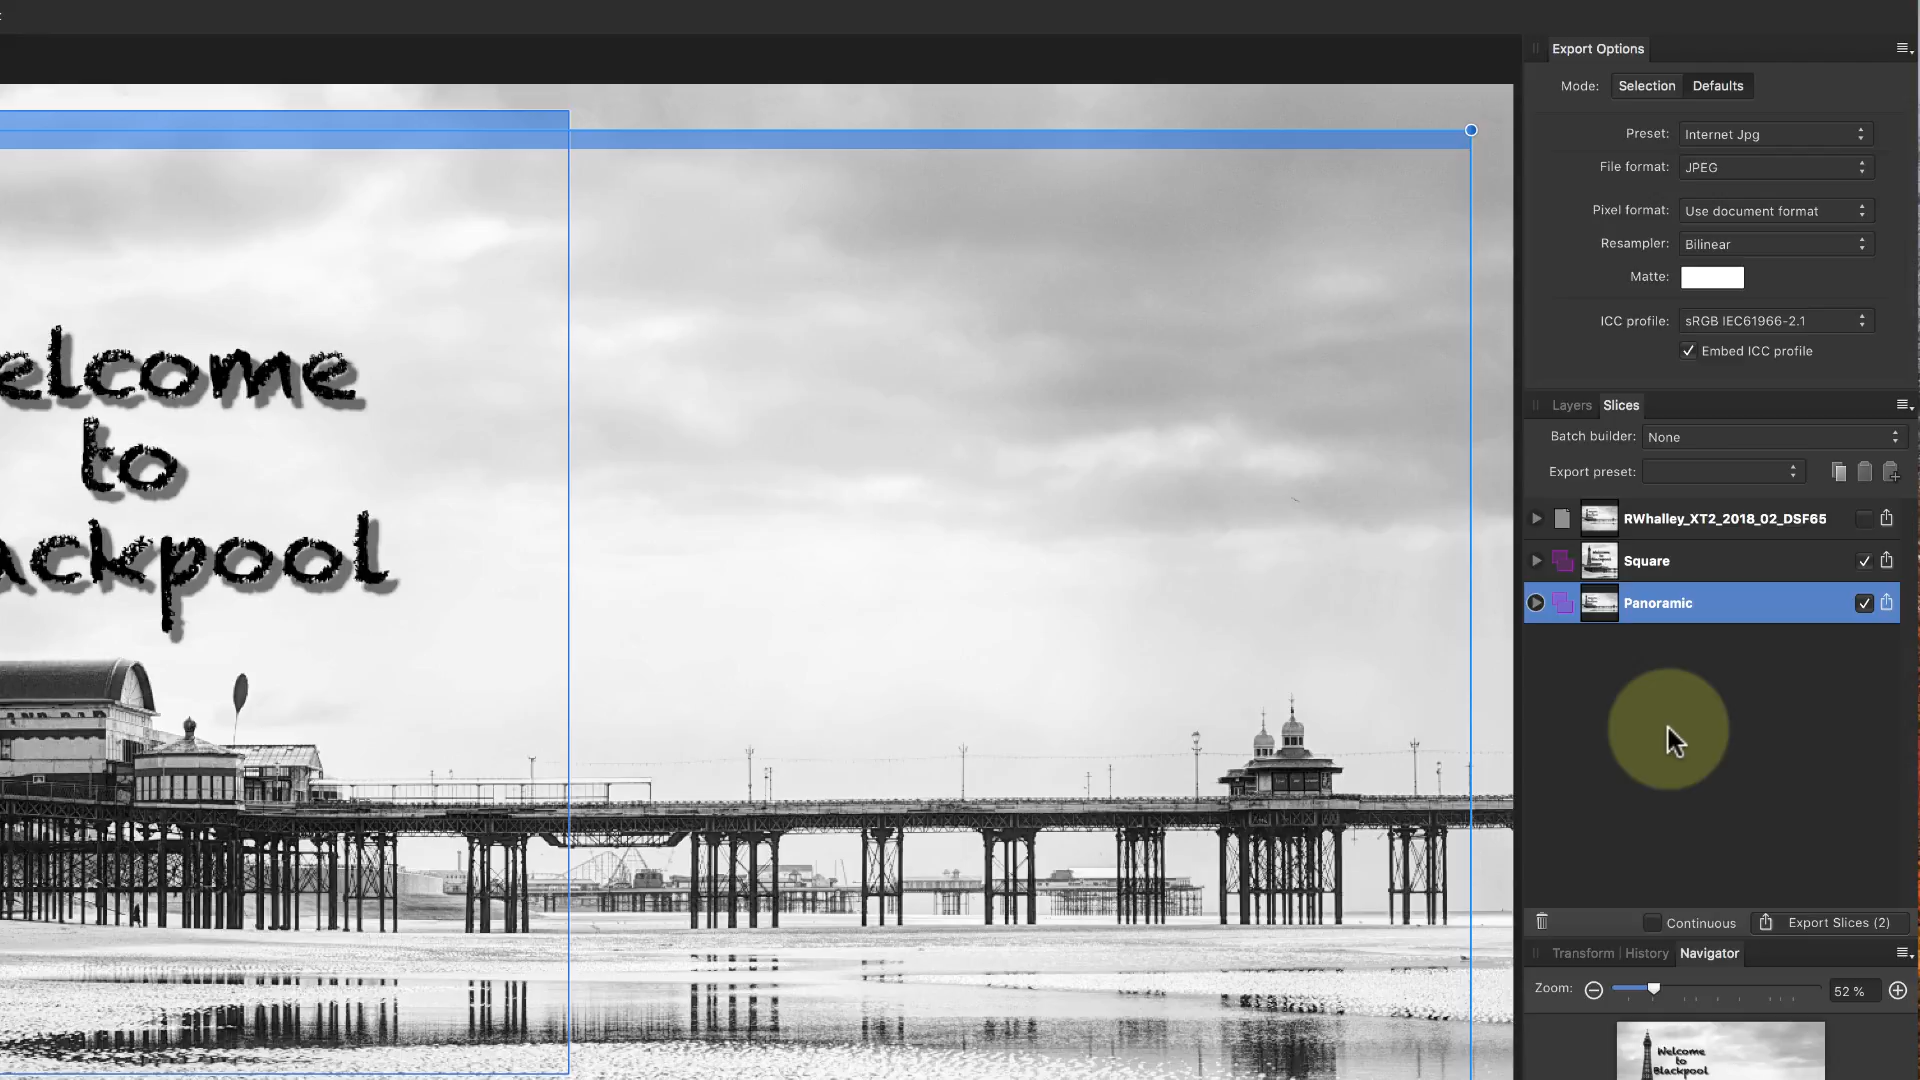 Export Options
Mode: Selection Defaults
Preset: Internet Jpg
File format: JPEG
Pixel format: Use document format
Resampler: Bilinear
Matte:
ICC profile: sRGB IEC61966-2.1
Embed ICC profile
elcome
to
ackpool
Layers Slices
Batch builder: None
Export preset:
RWhalley_XT2_2018_02_DSF65
Square
Panoramic
Continuous Export Slices (2)
Transform History Navigator
Zoom: 52 %
Welcome
to
Blackpool